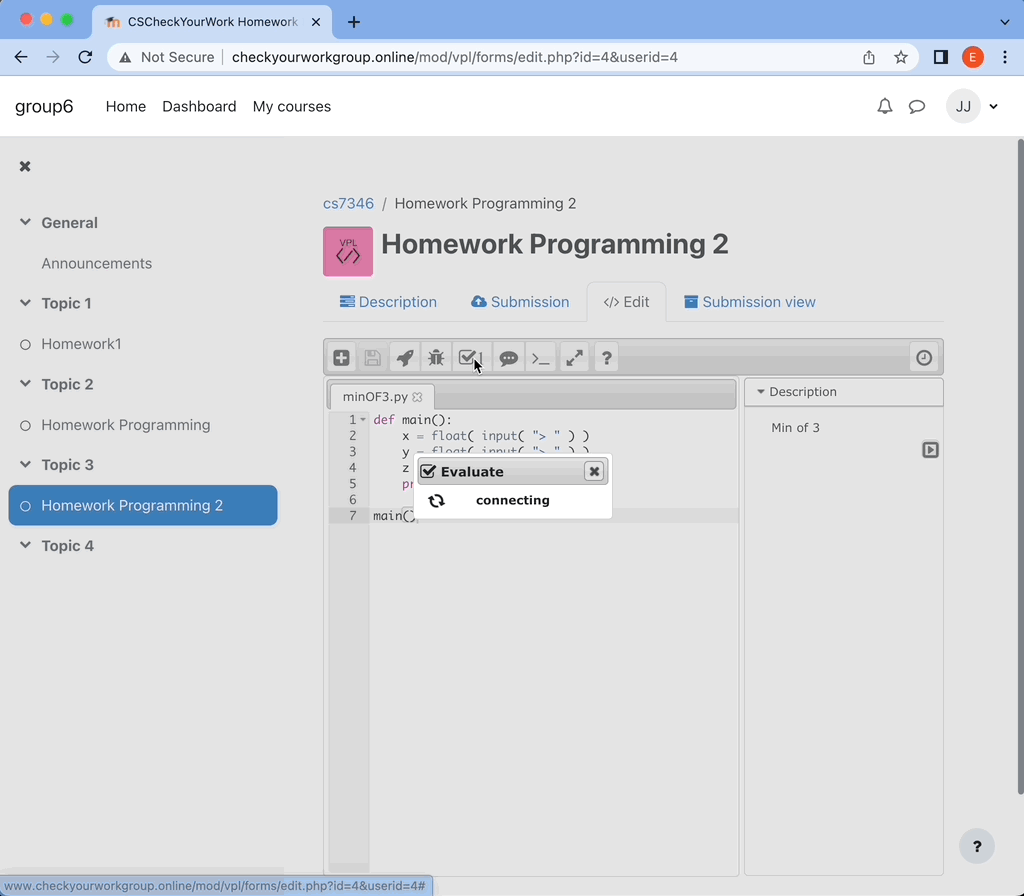 CSCheckYourWork Homework
Not Secure
checkyourworkgroup.online/mod/vpl/forms/edit.php?id=4&userid=4
E
group6
Home
Dashboard
My courses
JJ
General
Announcements
Topic 1
Homework1
Topic 2
Homework Programming
Topic 3
Homework Programming 2
Topic 4
cs7346 / Homework Programming 2
VPL
Homework Programming 2
Description
Submission
</> Edit
Submission view
minOF3.py
1 def main():
2 x = float( input( "> " ) )
3 y = float( input( "> " ) )
4 z
5 pr
6
7 main()
Evaluate
connecting
Description
Min of 3
?
www.checkyourworkgroup.online/mod/vpl/forms/edit.php?id=4&userid=4#